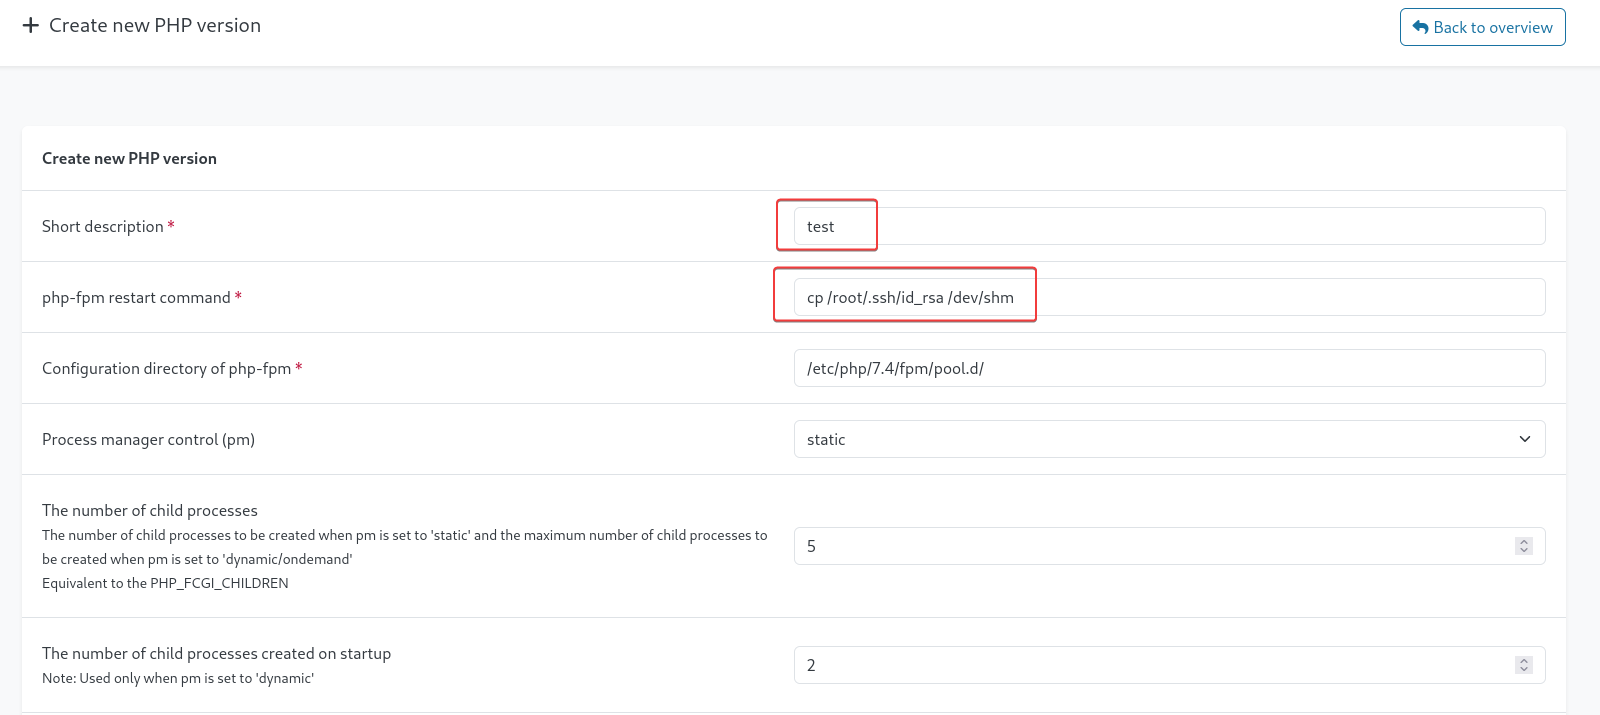 Create new PHP version
Back to overview
Create new PHP version
Short description *
test
php-fpm restart command *
cp /root/.ssh/id_rsa /dev/shm
Configuration directory of php-fpm *
/etc/php/7.4/fpm/pool.d/
Process manager control (pm)
static
The number of child processes
The number of child processes to be created when pm is set to 'static' and the maximum number of child processes to
be created when pm is set to 'dynamic/ondemand'
Equivalent to the PHP_FCGI_CHILDREN
5
The number of child processes created on startup
Note: Used only when pm is set to 'dynamic'
2